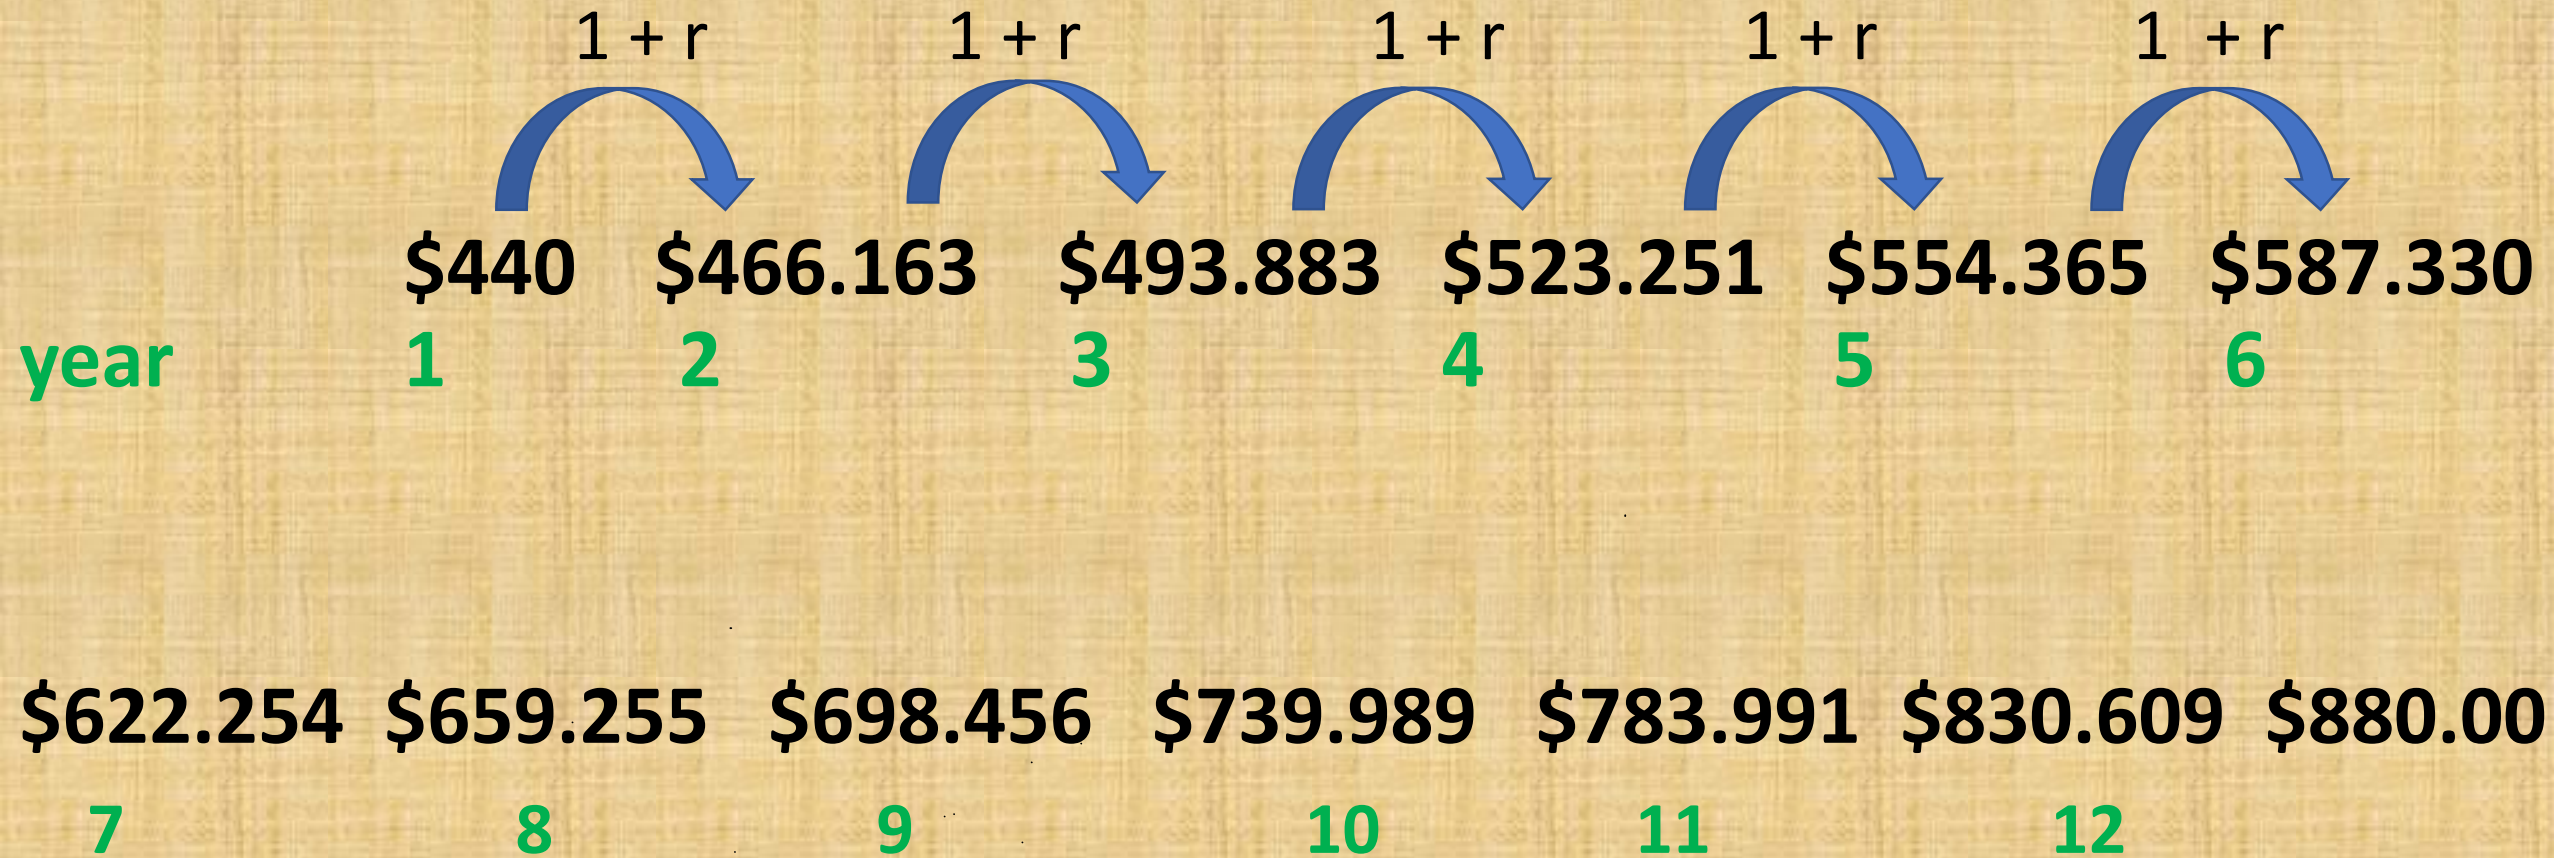 1 + r 1 + r 1 + r 1 + r 1 + r
$440 $466.163 $493.883 $523.251 $554.365 $587.330
year 1 2 3 4 5 6
$622.254 $659.255 $698.456 $739.989 $783.991 $830.609 $880.00
7 8 9 10 11 12